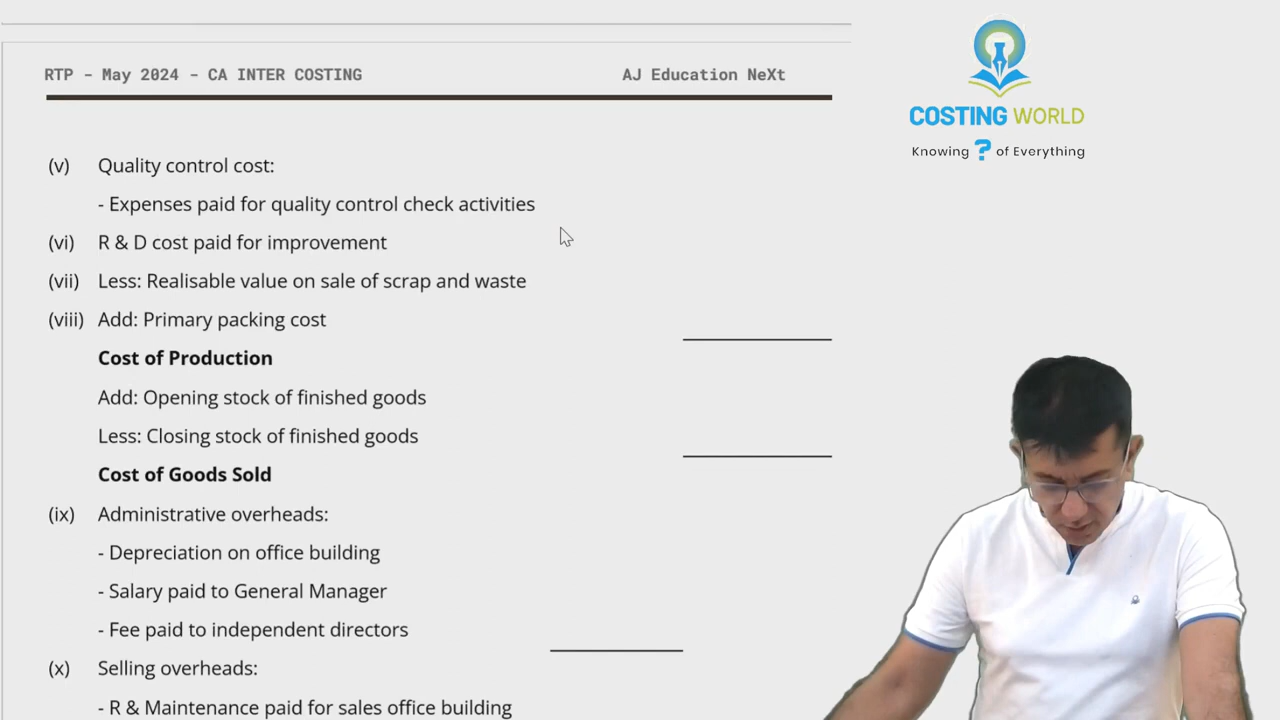 RTP - May 2024 - CA INTER COSTING
AJ Education NeXt
COSTING WORLD
Knowing ? of Everything
(v) Quality control cost:
- Expenses paid for quality control check activities
(vi) R & D cost paid for improvement
(vii) Less: Realisable value on sale of scrap and waste
(viii) Add: Primary packing cost
Cost of Production
Add: Opening stock of finished goods
Less: Closing stock of finished goods
Cost of Goods Sold
(ix) Administrative overheads:
- Depreciation on office building
- Salary paid to General Manager
- Fee paid to independent directors
(x) Selling overheads:
- R & Maintenance paid for sales office building